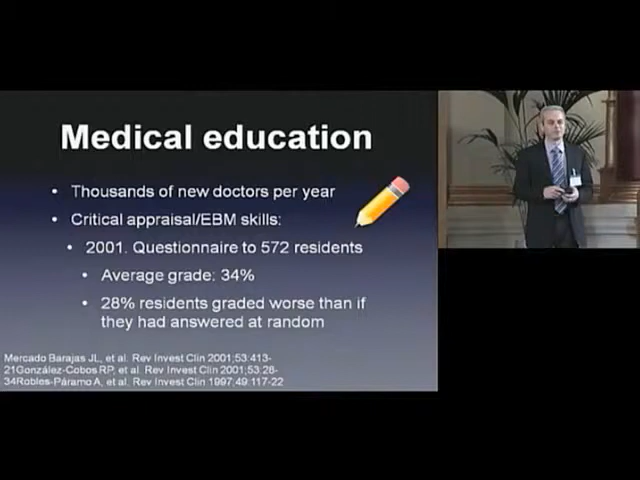 Medical education
• Thousands of new doctors per year
• Critical appraisal/EBM skills:
• 2001. Questionnaire to 572 residents
• Average grade: 34%
• 28% residents graded worse than if
they had answered at random
Mercado Barajas JL, et al. Rev Invest Clin 2001;53:413-
21González-Cobos RP, et al. Rev Invest Clin 2001;53:28-
34Robles-Páramo A, et al. Rev Invest Clin 1997;49:117-22